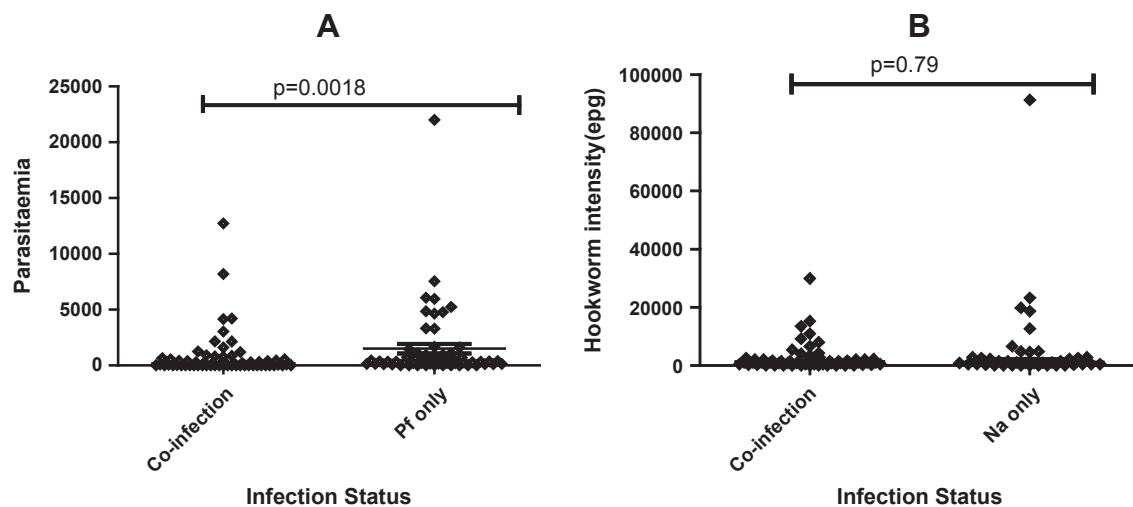 A
p=0.0018
25000
20000
15000
10000
5000
0
Parasitaemia
Co-infection
Pf only
Infection Status
B
p=0.79
100000
80000
60000
40000
20000
0
Hookworm intensity(epg)
Co-infection
Na only
Infection Status